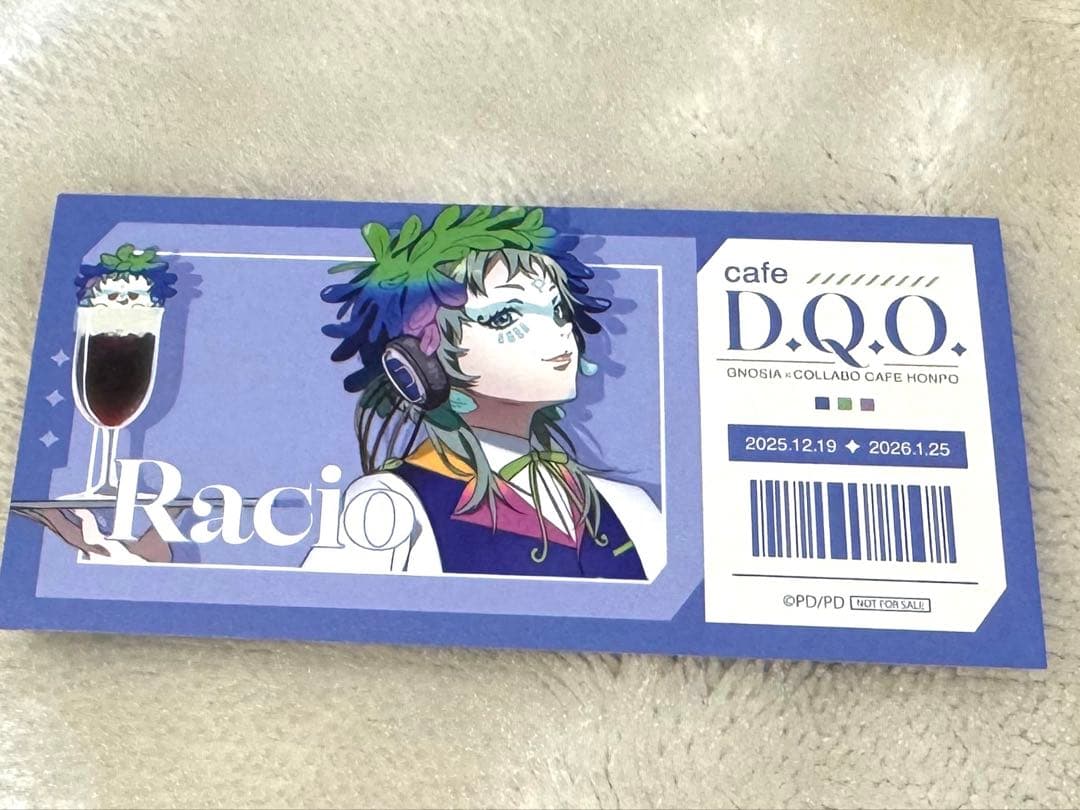 Racio
cafe
D.Q.O.
GNOSIA × COLLABO CAFE HONPO
2025.12.19 ✦ 2026.1.25
©PD/PD NOT FOR SALE